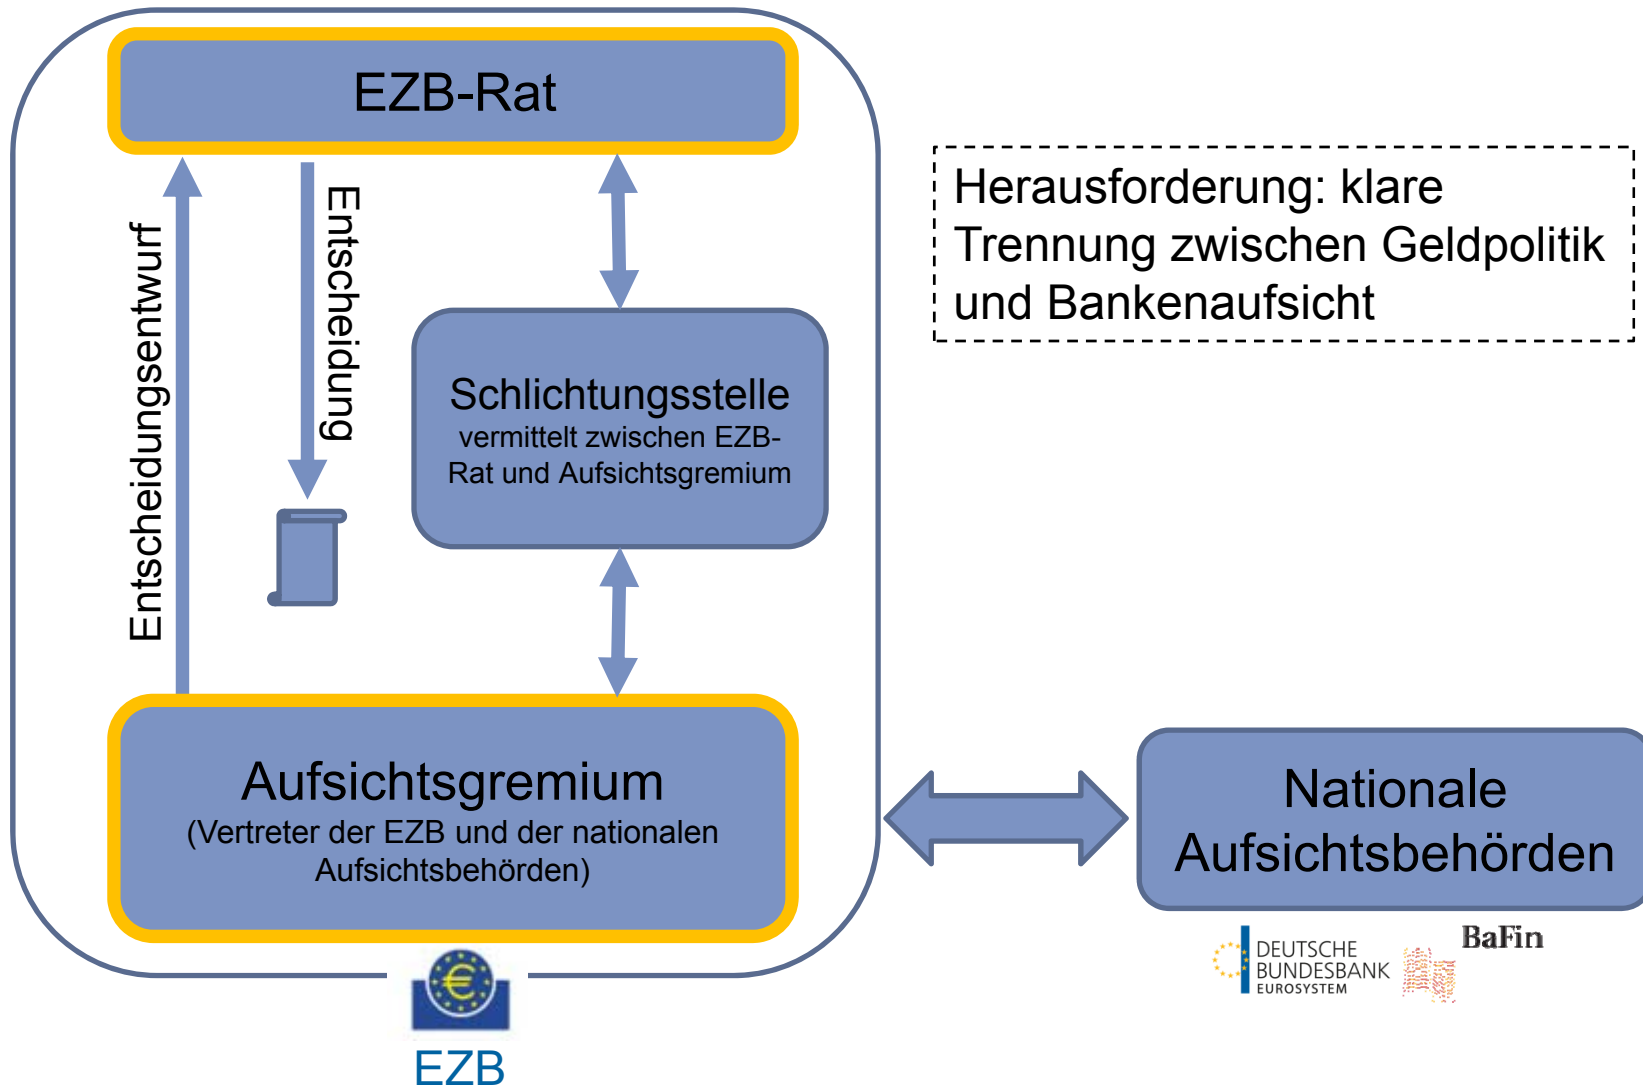 EZB-Rat
Entscheidungsentwurf
Entscheidung
Herausforderung: klare
Trennung zwischen Geldpolitik
und Bankenaufsicht
Schlichtungsstelle
vermittelt zwischen EZB-
Rat und Aufsichtsgremium
Aufsichtsgremium
(Vertreter der EZB und der nationalen
Aufsichtsbehörden)
Nationale
Aufsichtsbehörden
DEUTSCHE
BUNDESBANK
EUROSYSTEM
BaFin
€
EZB